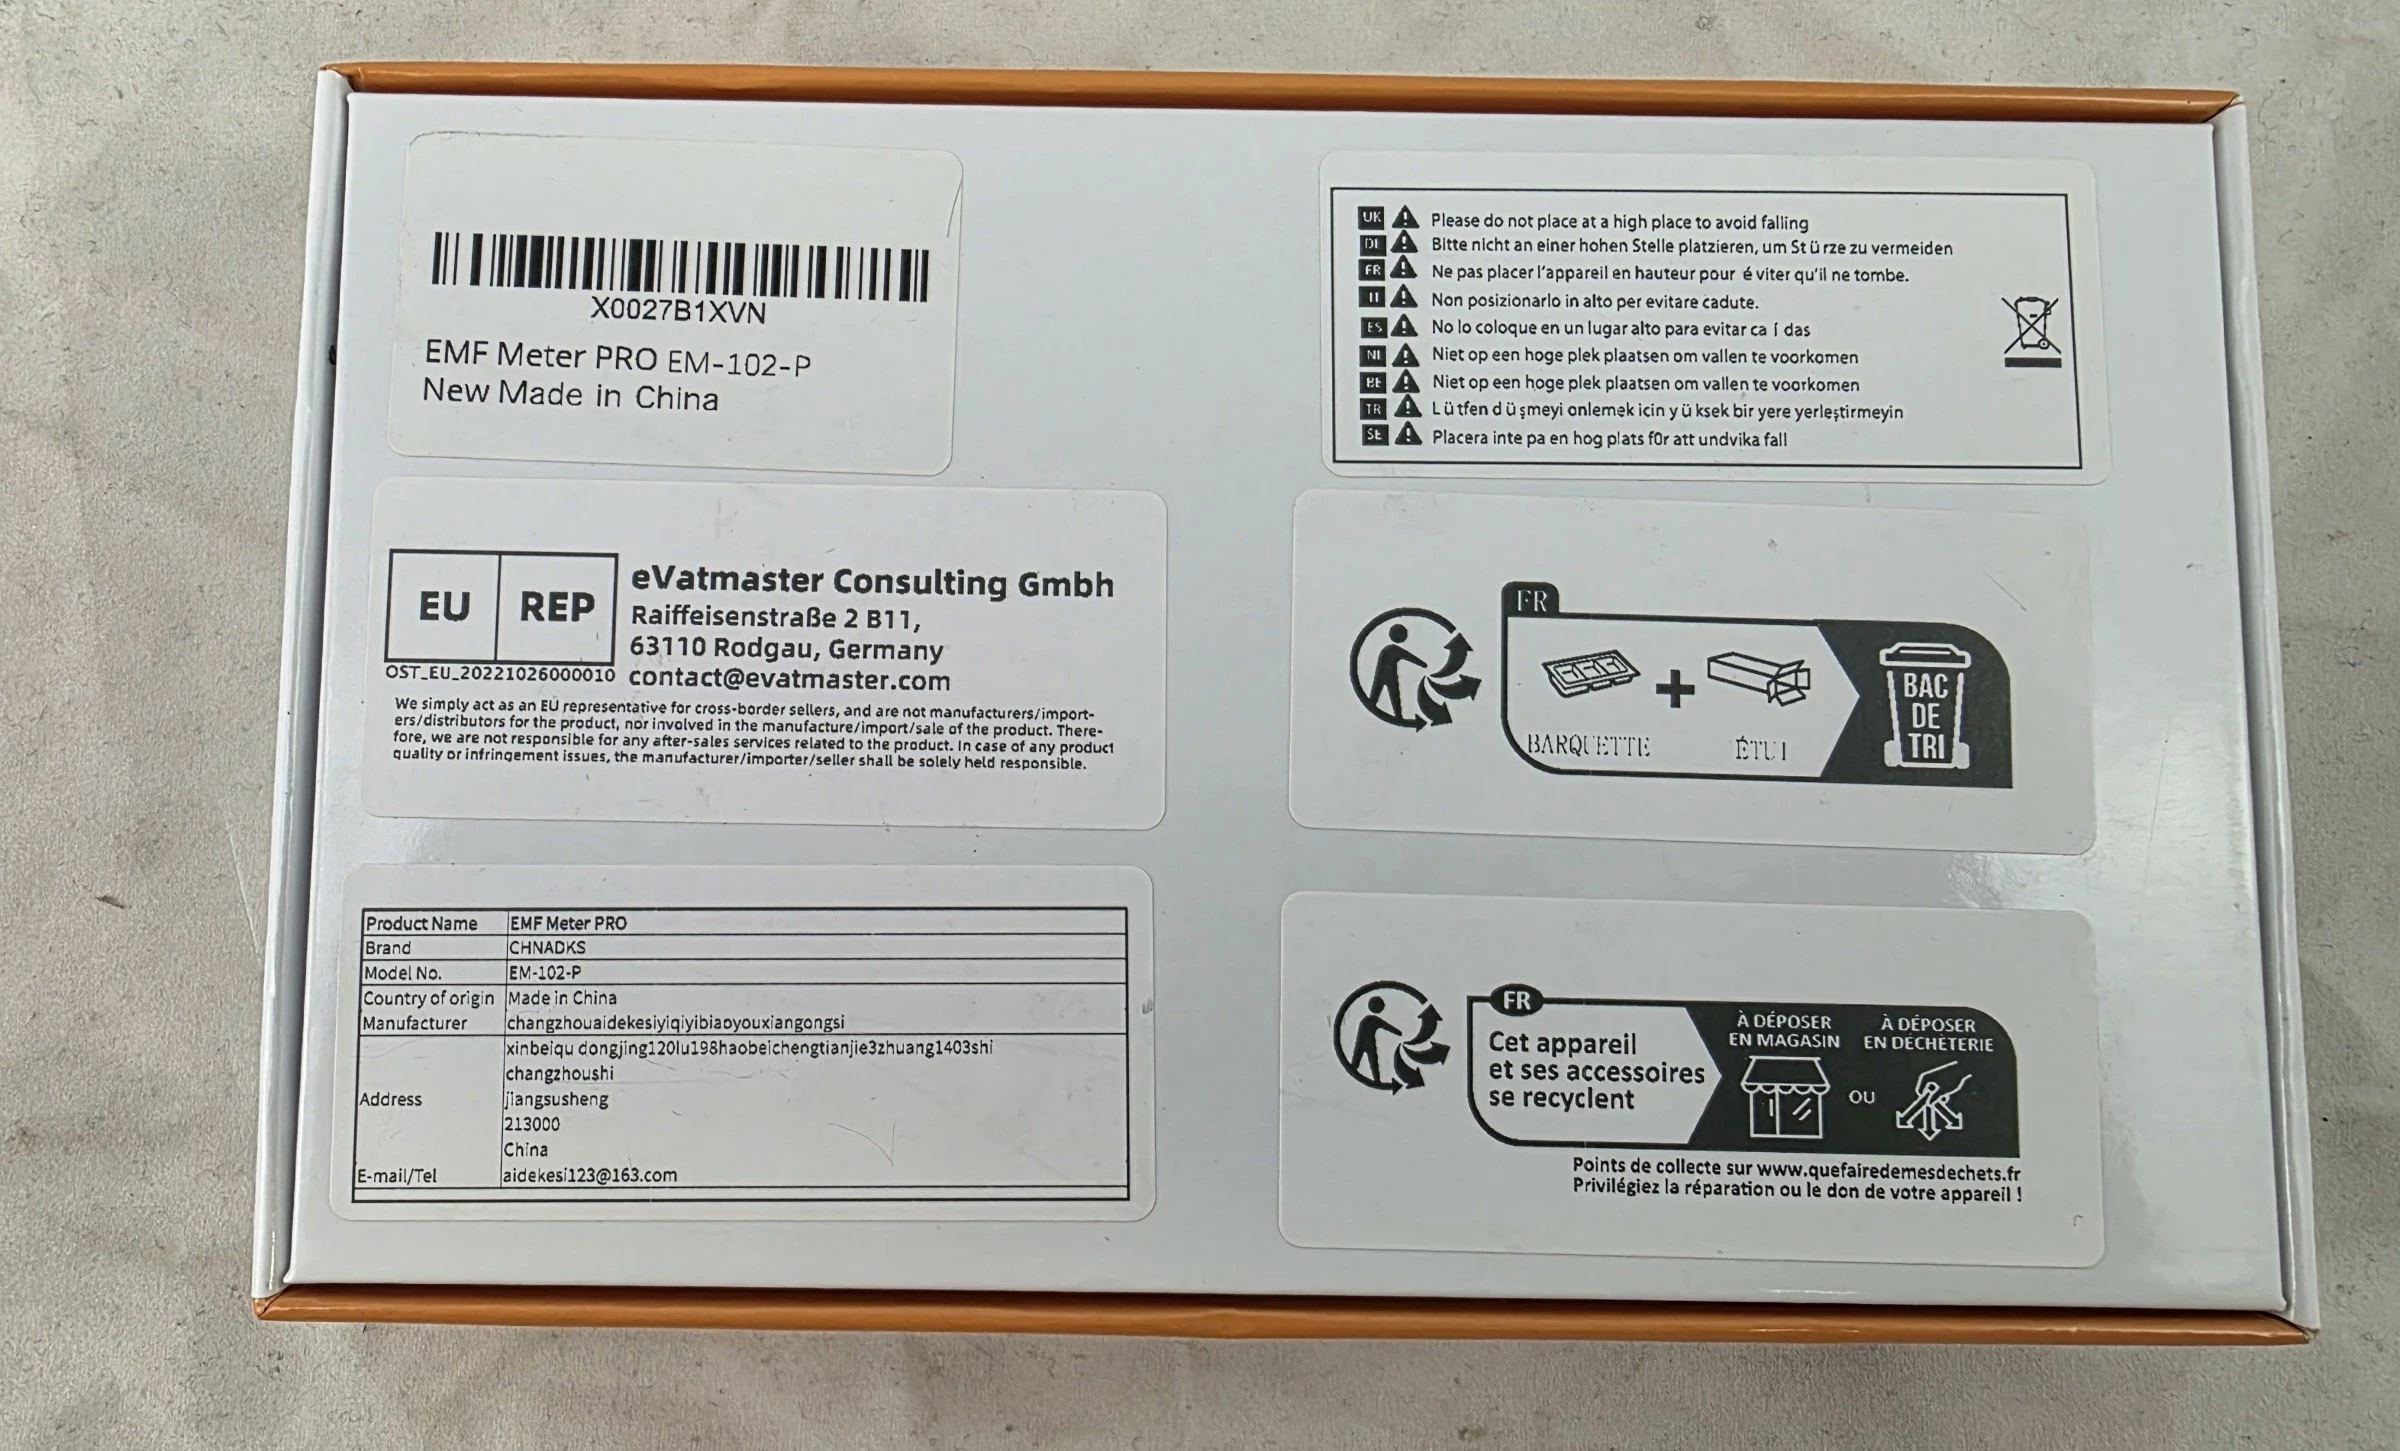 X0027B1XVN
EMF Meter PRO EM-102-P
New Made in China
UK Please do not place at a high place to avoid falling
DI Bitte nicht an einer hohen Stelle platzieren, um St ü rze zu vermeiden
FR Ne pas placer l'appareil en hauteur pour é viter qu'il ne tombe.
IT Non posizionarlo in alto per evitare cadute.
ES No lo coloque en un lugar alto para evitar ca í das
NI Niet op een hoge plek plaatsen om vallen te voorkomen
BE Niet op een hoge plek plaatsen om vallen te voorkomen
TR L ü tfen d ü şmeyi onlemek icin y ü ksek bir yere yerleştirmeyin
SE Placera inte pa en hog plats f0r att undvika fall
EU REP
OST_EU_20221026000010
eVatmaster Consulting Gmbh
Raiffeisenstraße 2 B11,
63110 Rodgau, Germany
contact@evatmaster.com
We simply act as an EU representative for cross-border sellers, and are not manufacturers/import-
ers/distributors for the product, nor involved in the manufacture/import/sale of the product. There-
fore, we are not responsible for any after-sales services related to the product. In case of any product
quality or infringement issues, the manufacturer/importer/seller shall be solely held responsible.
FR
BARQUETTE + ÉTUI
BAC
DE
TRI
Product Name EMF Meter PRO
Brand CHNADKS
Model No. EM-102-P
Country of origin Made in China
Manufacturer changzhouaidekesiyiqiyibiaoyouxiangongsi
xinbeiqu dongjing120lu198haobeichengtianjie3zhuang1403shi
changzhoushi
Address jiangsusheng
213000
China
E-mail/Tel aidekesi123@163.com
FR
Cet appareil
et ses accessoires
se recyclent
À DÉPOSER
EN MAGASIN
OU
À DÉPOSER
EN DÉCHÈTERIE
Points de collecte sur www.quefairedemesdechets.fr
Privilégiez la réparation ou le don de votre appareil !